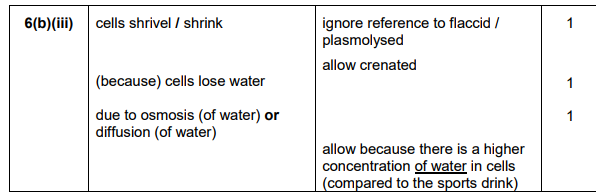 6(b)(iii) cells shrivel / shrink ignore reference to flaccid / 1
plasmolysed
allow crenated
(because) cells lose water 1
due to osmosis (of water) or 1
diffusion (of water)
allow because there is a higher
concentration of water in cells
(compared to the sports drink)